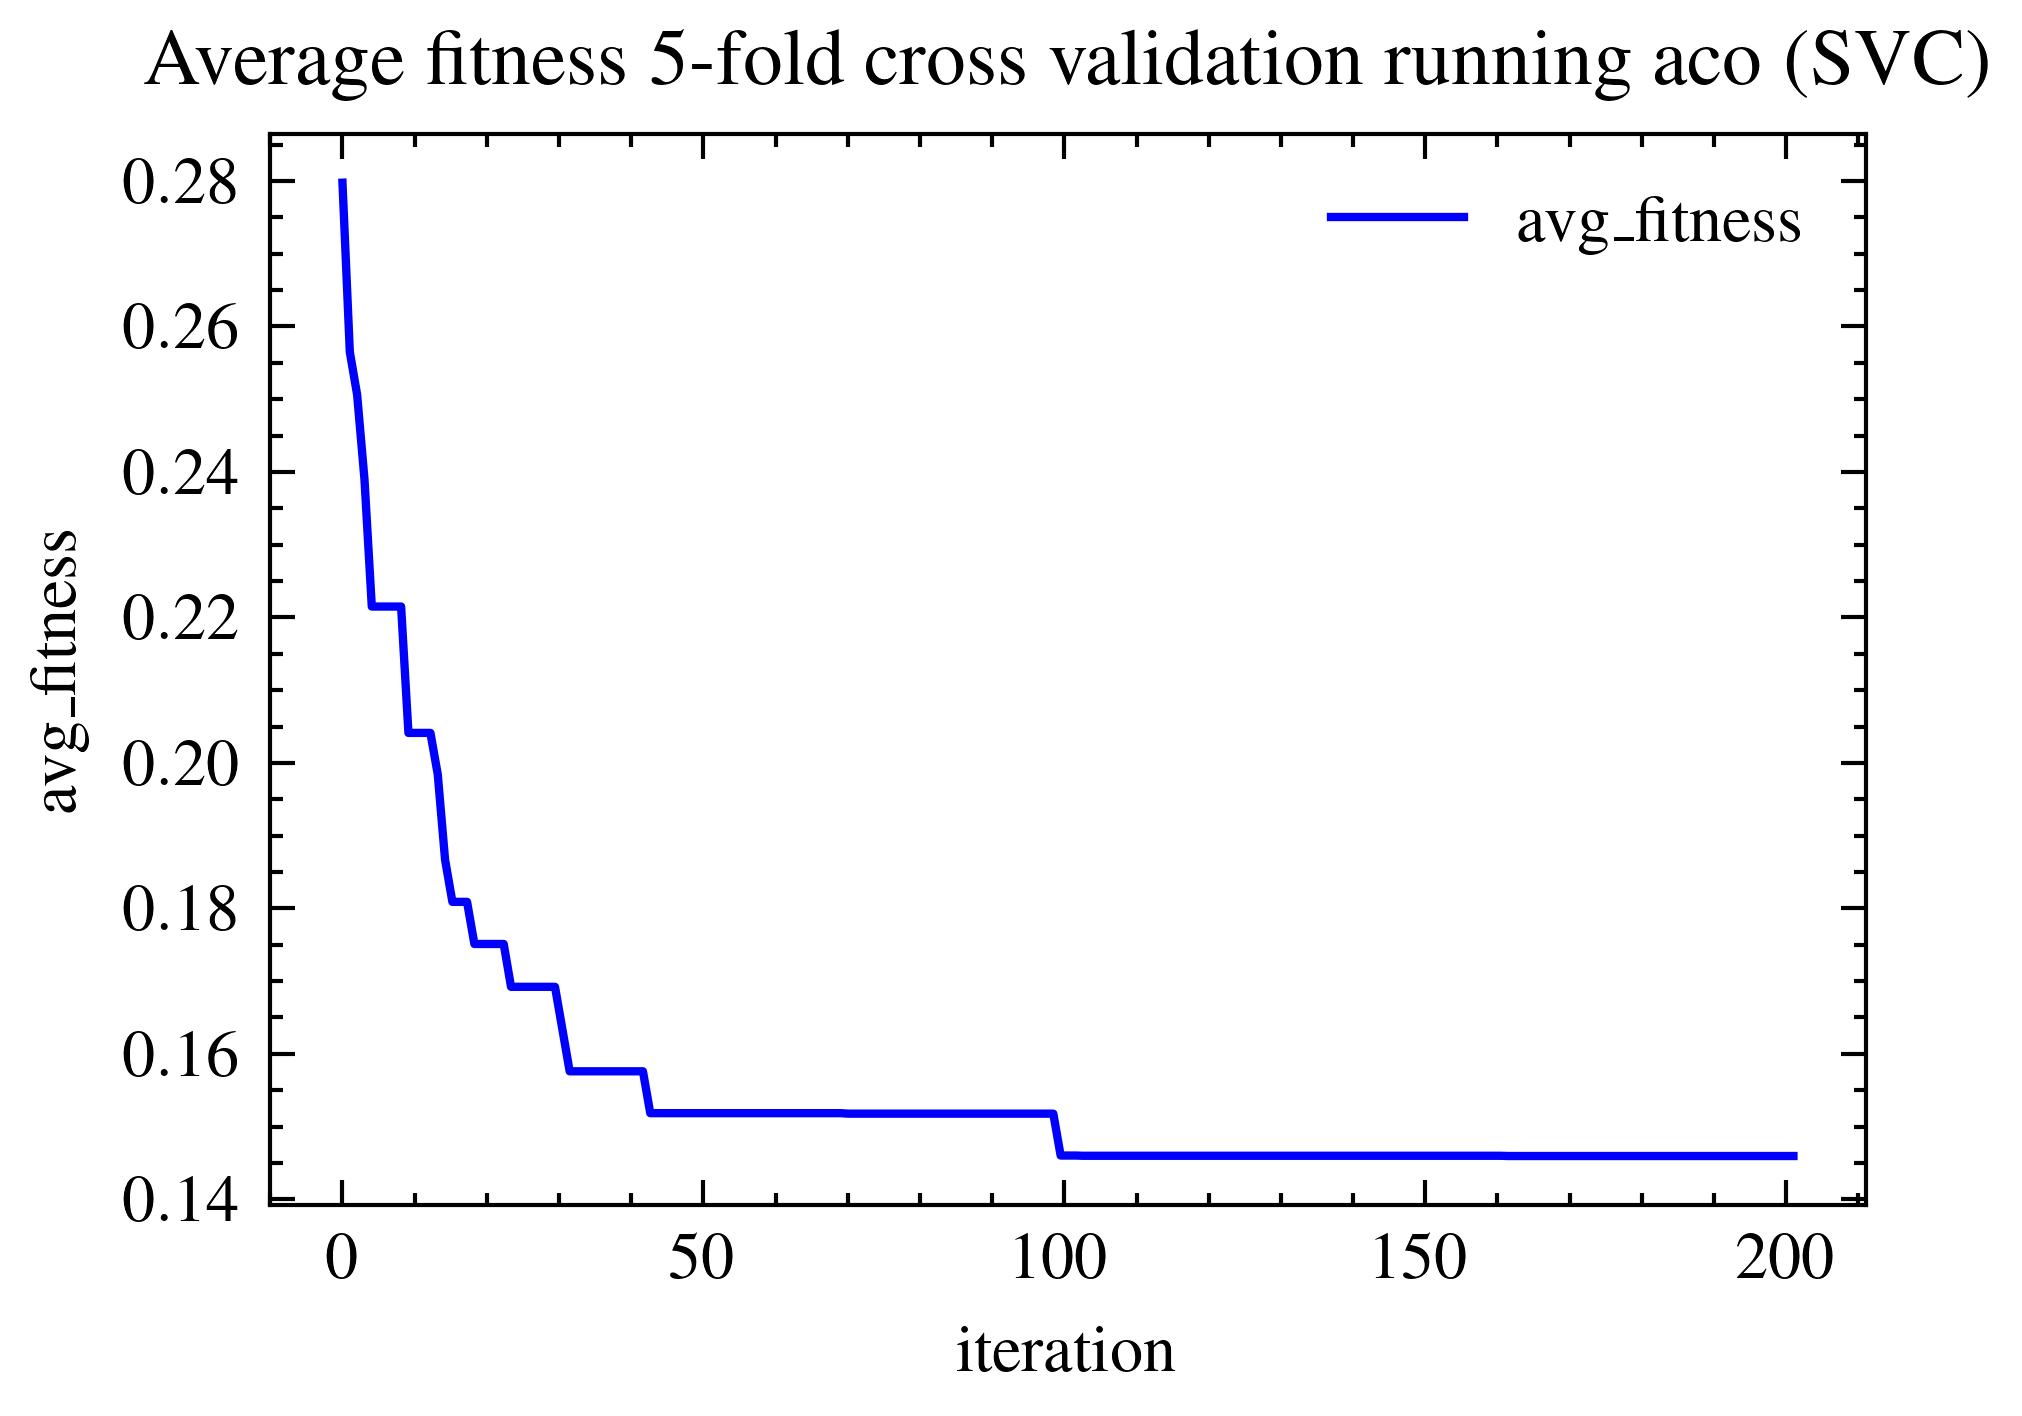 Average fitness 5-fold cross validation running aco (SVC)
avg_fitness
0.28
0.26
0.24
0.22
0.20
0.18
0.16
0.14
avg_fitness
0 50 100 150 200
iteration